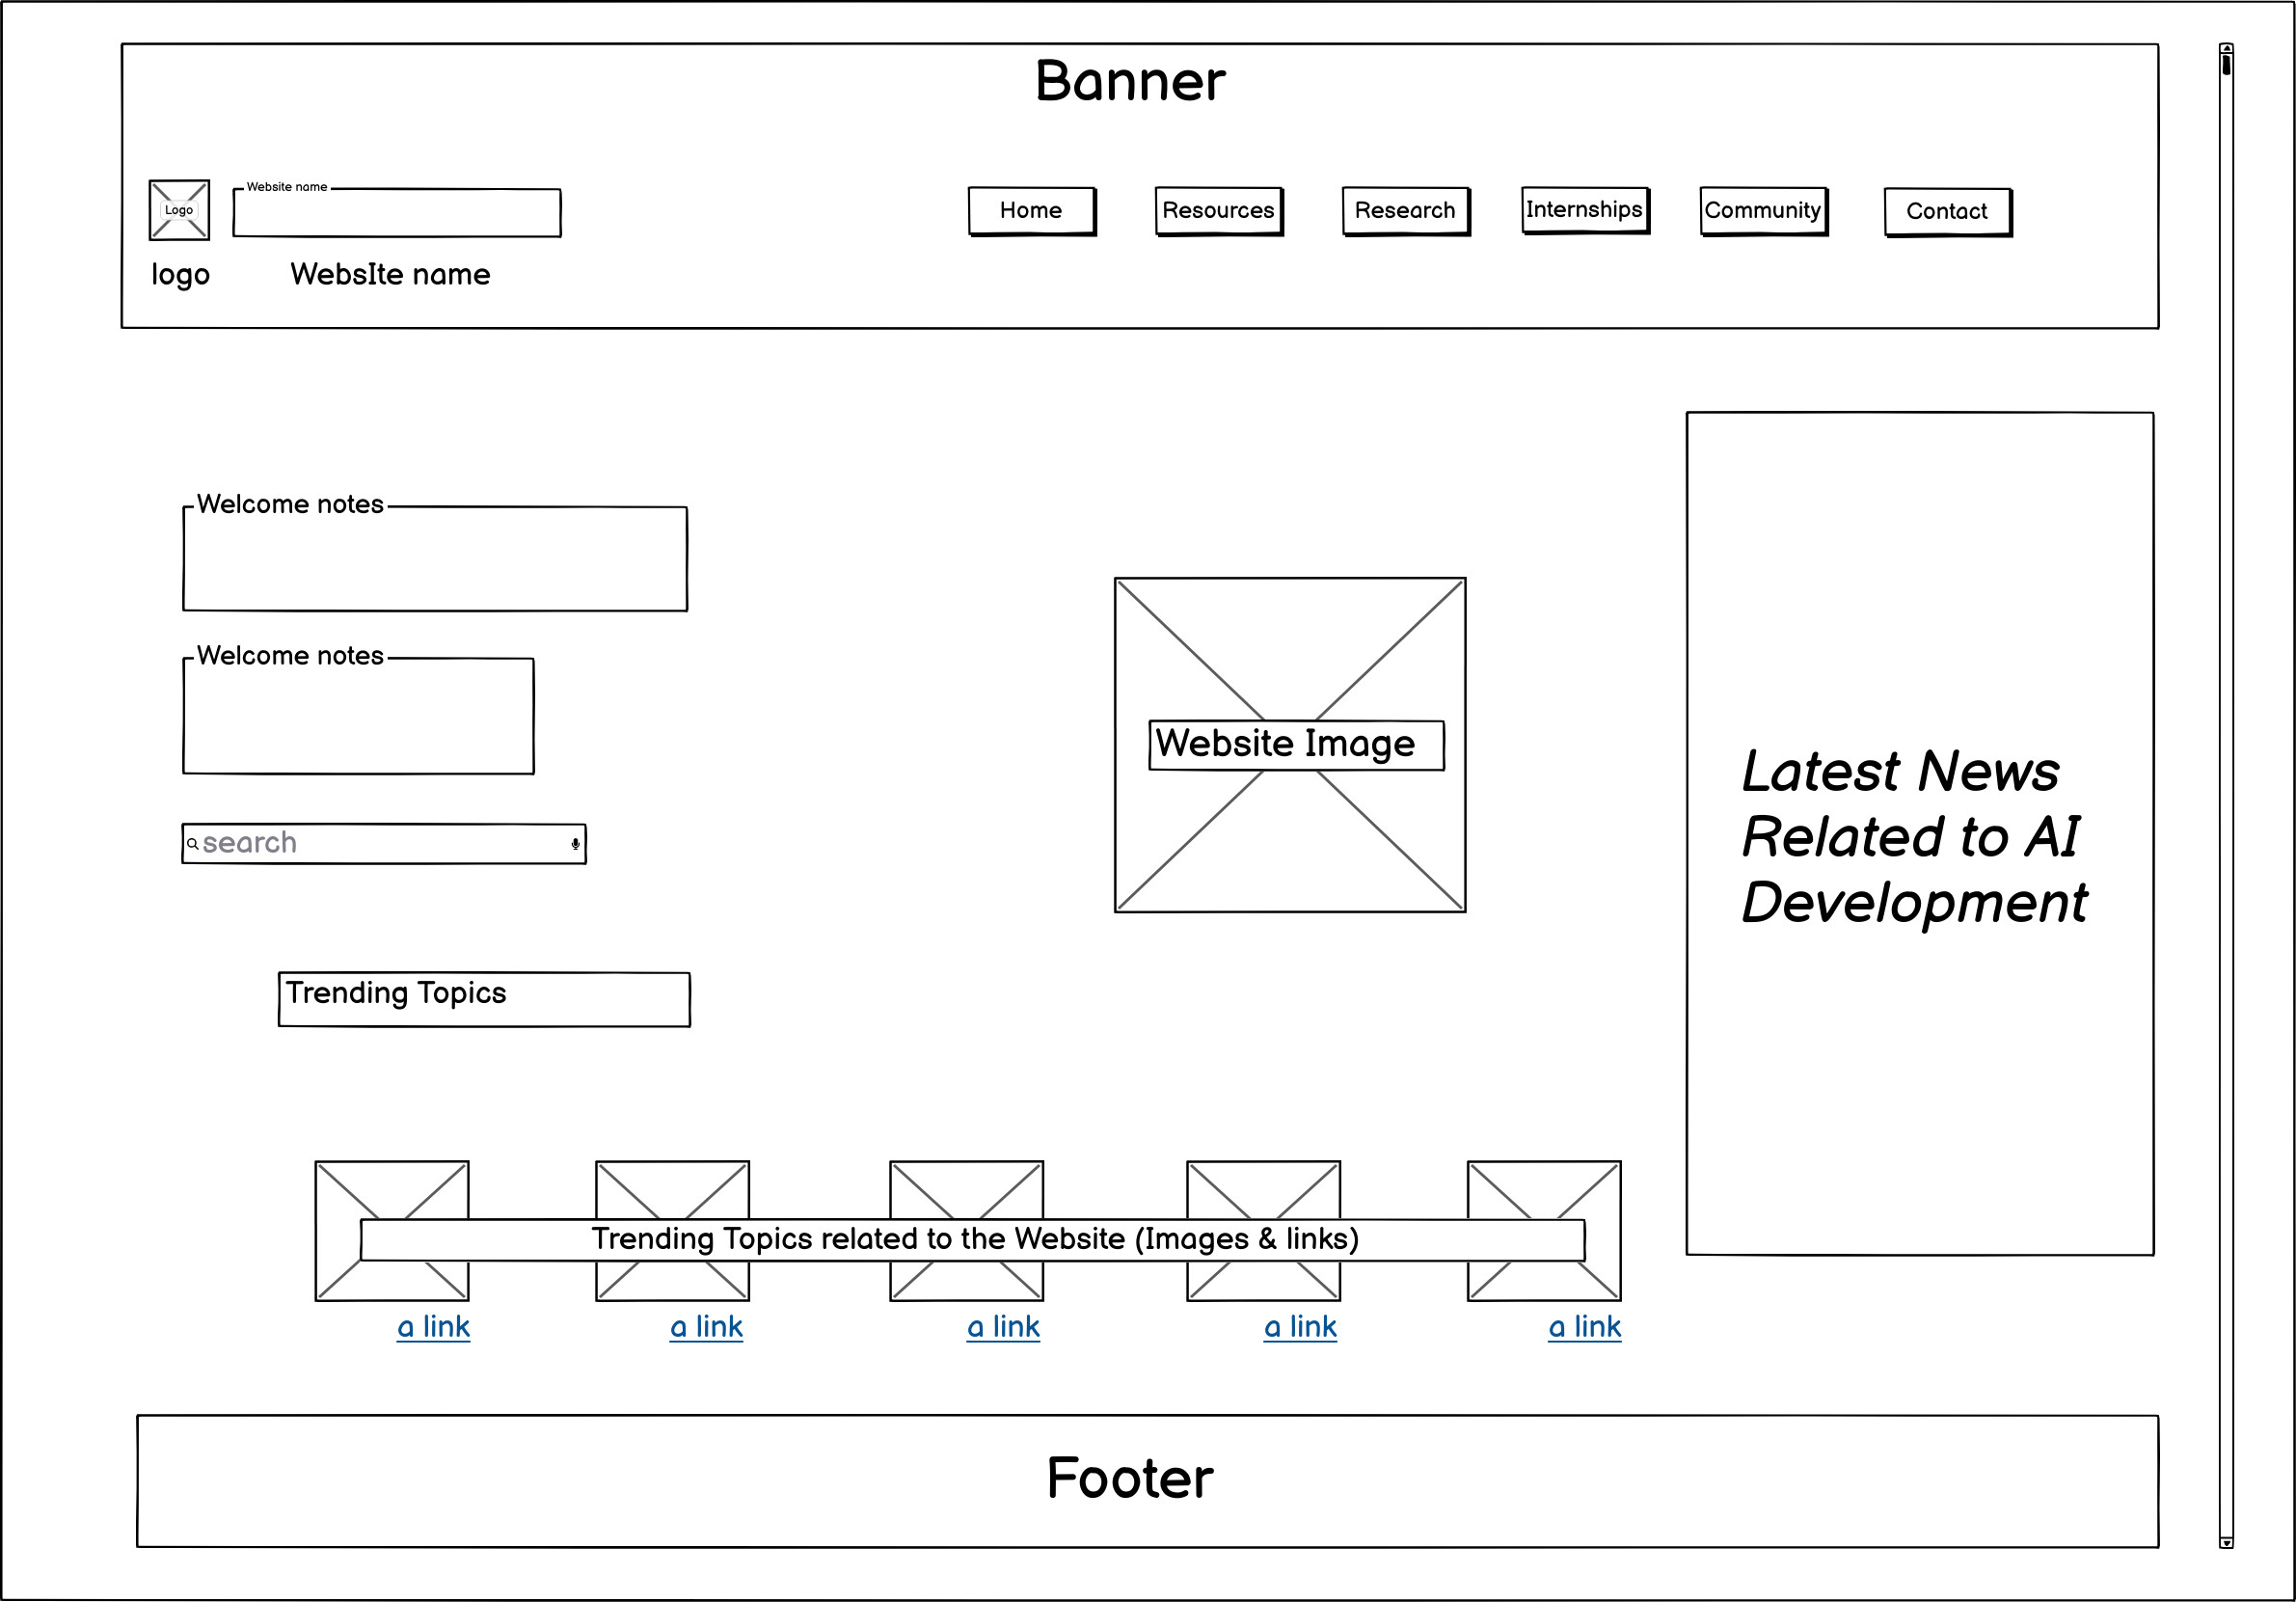 Banner
Website name
Logo
Home
Resources
Research
Internships
Community
Contact
logo
WebsIte name
Welcome notes
Welcome notes
Website Image
search
Latest News
Related to AI
Development
Trending Topics
Trending Topics related to the Website (Images & links)
a link
a link
a link
a link
a link
Footer